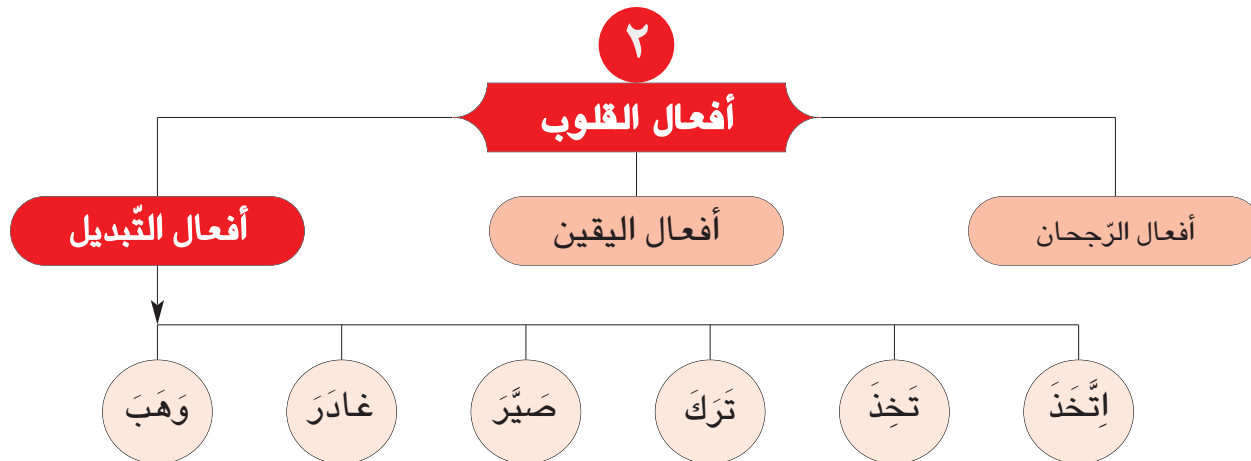 ٢
أفعال القلوب
أفعال الرّجحان
أفعال اليقين
أفعال التّبديل
اِتَّخَذَ
تَخِذَ
تَرَكَ
صَيَّرَ
غادَرَ
وَهَبَ